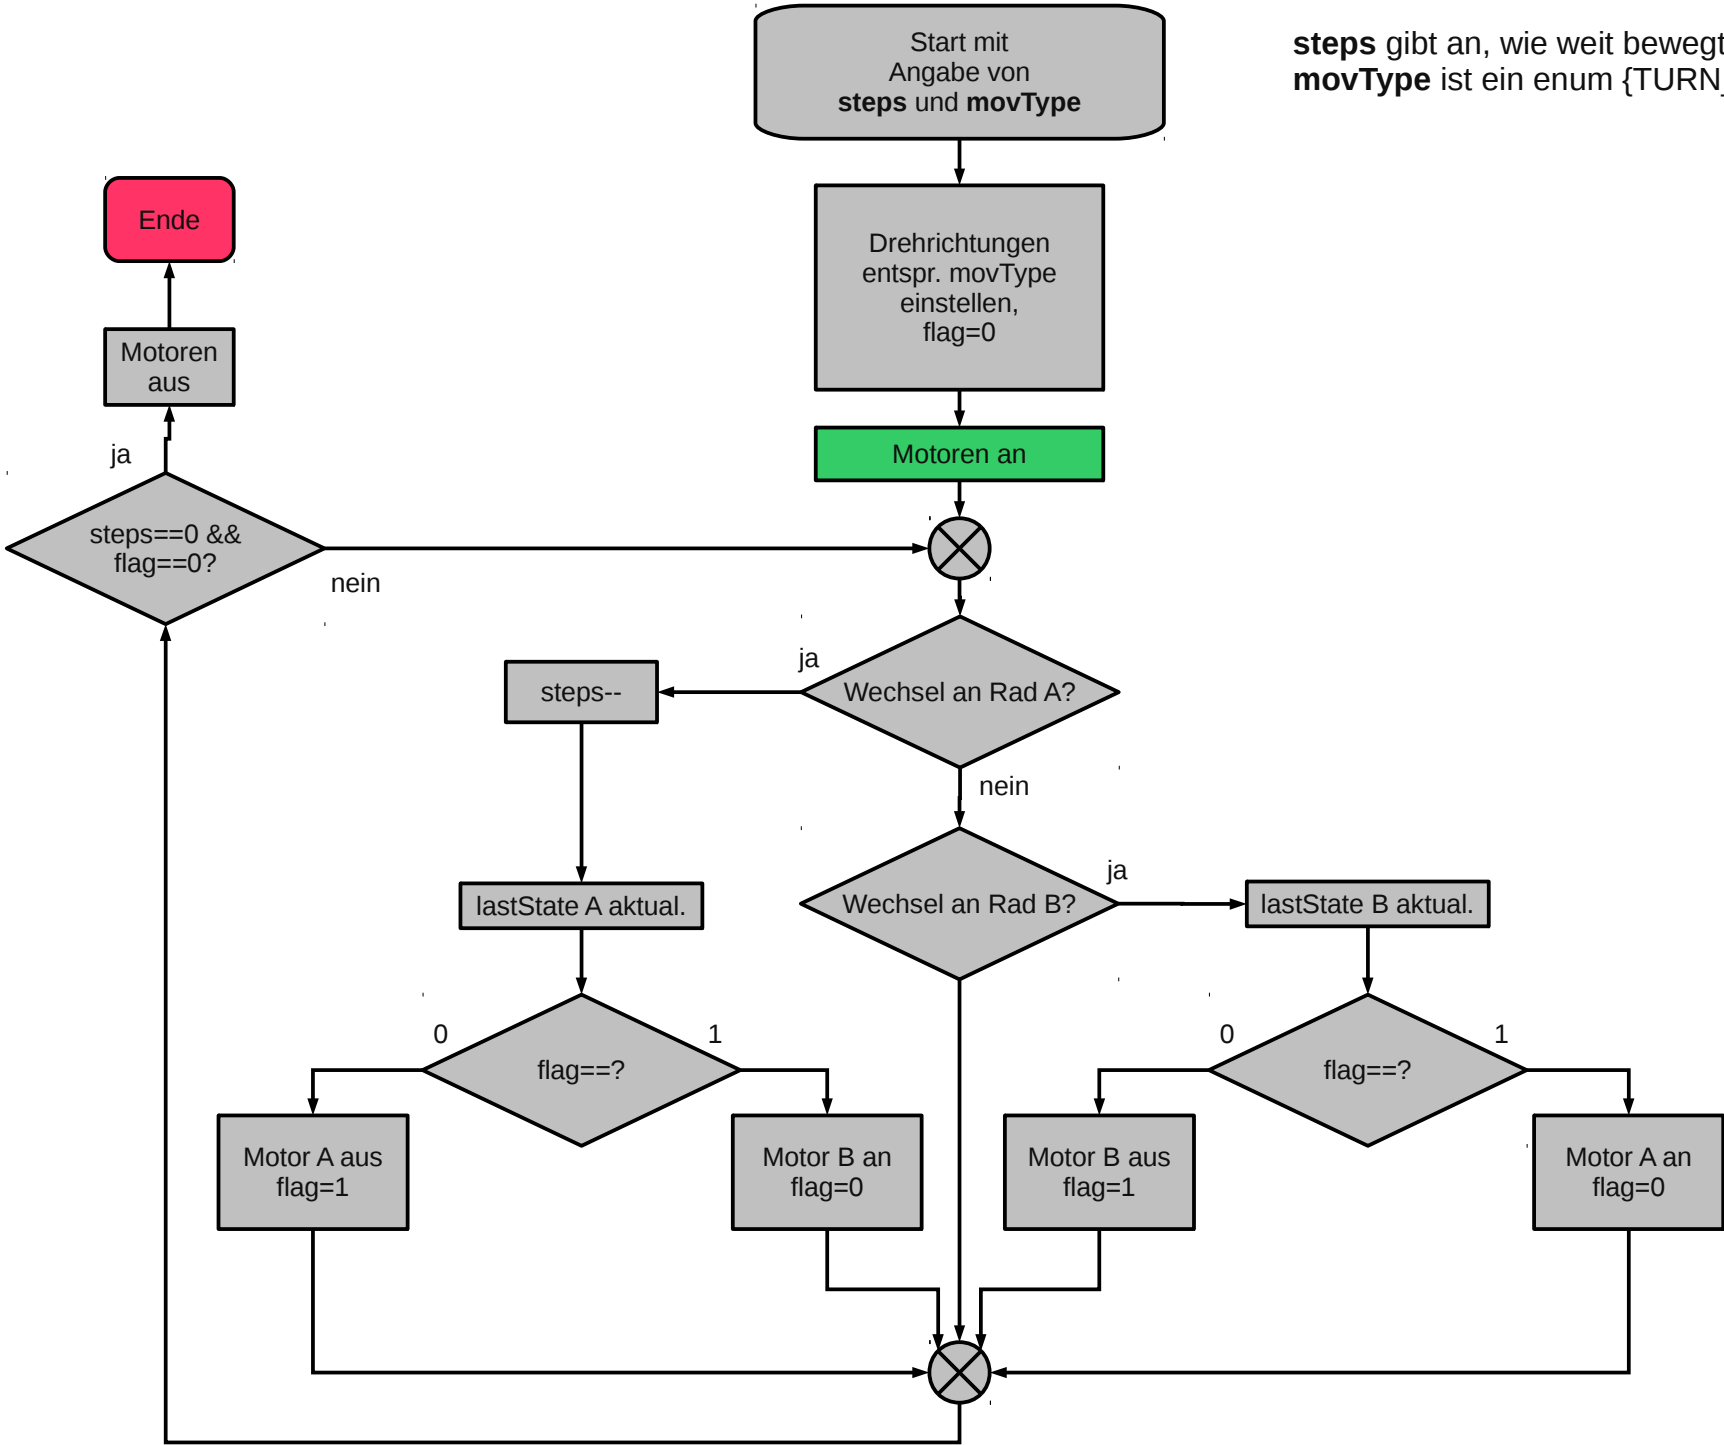 Start mit
Angabe von
steps und movType
steps gibt an, wie weit bewegt
movType ist ein enum {TURN_
Ende
Drehrichtungen
entspr. movType
einstellen,
flag=0
Motoren
aus
Motoren an
ja
steps==0 &&
flag==0?
nein
ja
steps--
Wechsel an Rad A?
nein
ja
lastState A aktual.
Wechsel an Rad B?
lastState B aktual.
0
1
flag==?
0
1
flag==?
Motor A aus
flag=1
Motor B an
flag=0
Motor B aus
flag=1
Motor A an
flag=0